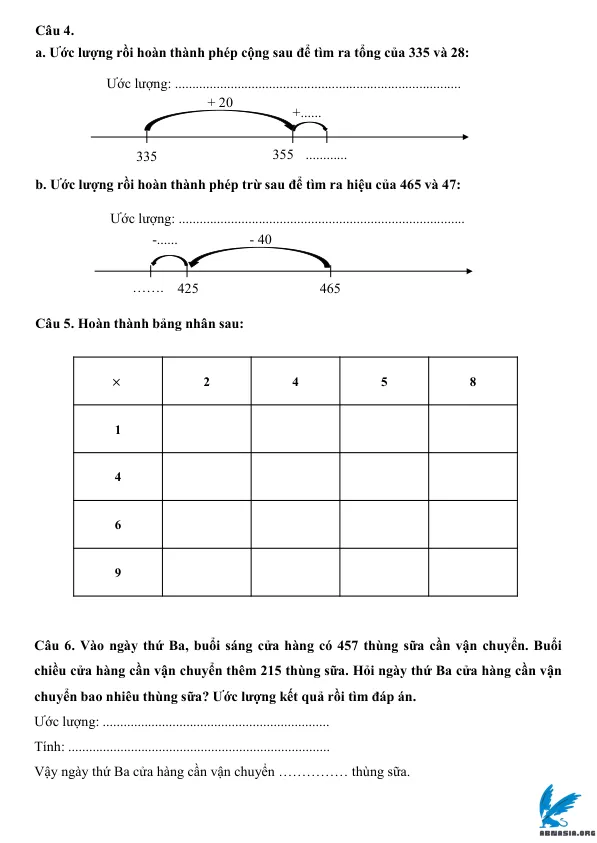 Câu 4.
a. Ước lượng rồi hoàn thành phép cộng sau để tìm ra tổng của 335 và 28:
Ước lượng: ..................................................................................
+ 20
+......
335
355
............
b. Ước lượng rồi hoàn thành phép trừ sau để tìm ra hiệu của 465 và 47:
Ước lượng: ..................................................................................
-......
- 40
.......
425
465
Câu 5. Hoàn thành bảng nhân sau:
× 2 4 5 8
1
4
6
9
Câu 6. Vào ngày thứ Ba, buổi sáng cửa hàng có 457 thùng sữa cần vận chuyển. Buổi
chiều cửa hàng cần vận chuyển thêm 215 thùng sữa. Hỏi ngày thứ Ba cửa hàng cần vận
chuyển bao nhiêu thùng sữa? Ước lượng kết quả rồi tìm đáp án.
Ước lượng: .................................................................
Tính: ...........................................................................
Vậy ngày thứ Ba cửa hàng cần vận chuyển …………… thùng sữa.
ABNASIA.ORG